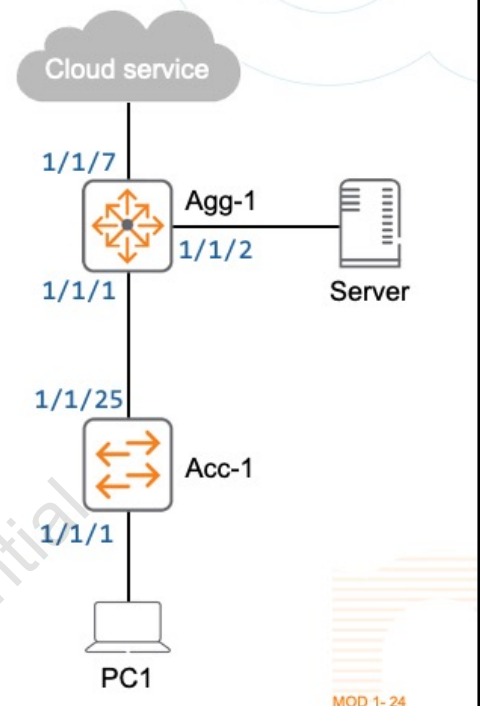 Cloud service
1/1/7
Agg-1
1/1/2
1/1/1
Server
1/1/25
Acc-1
1/1/1
PC1
MOD 1- 24